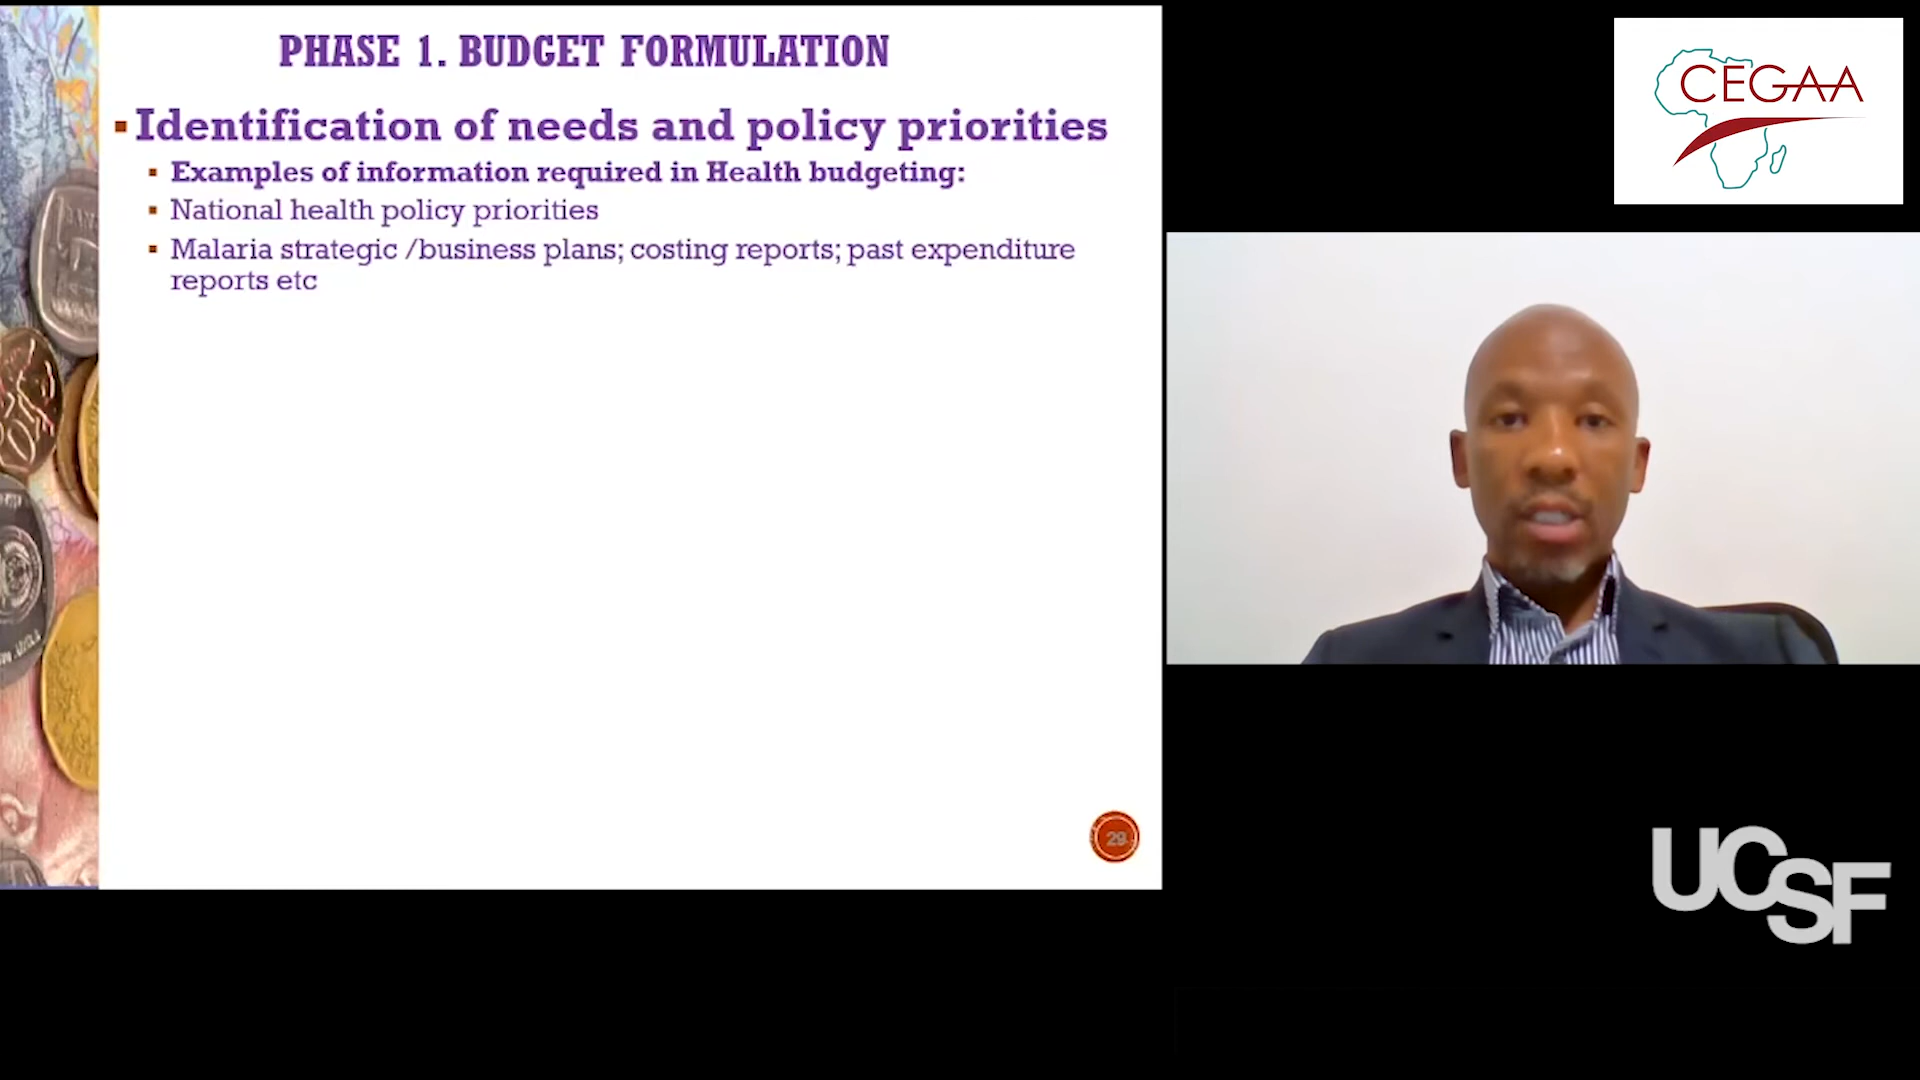 PHASE 1. BUDGET FORMULATION
Identification of needs and policy priorities
Examples of information required in Health budgeting:
National health policy priorities
Malaria strategic /business plans; costing reports; past expenditure
reports etc
29
CEGAA
UCSF